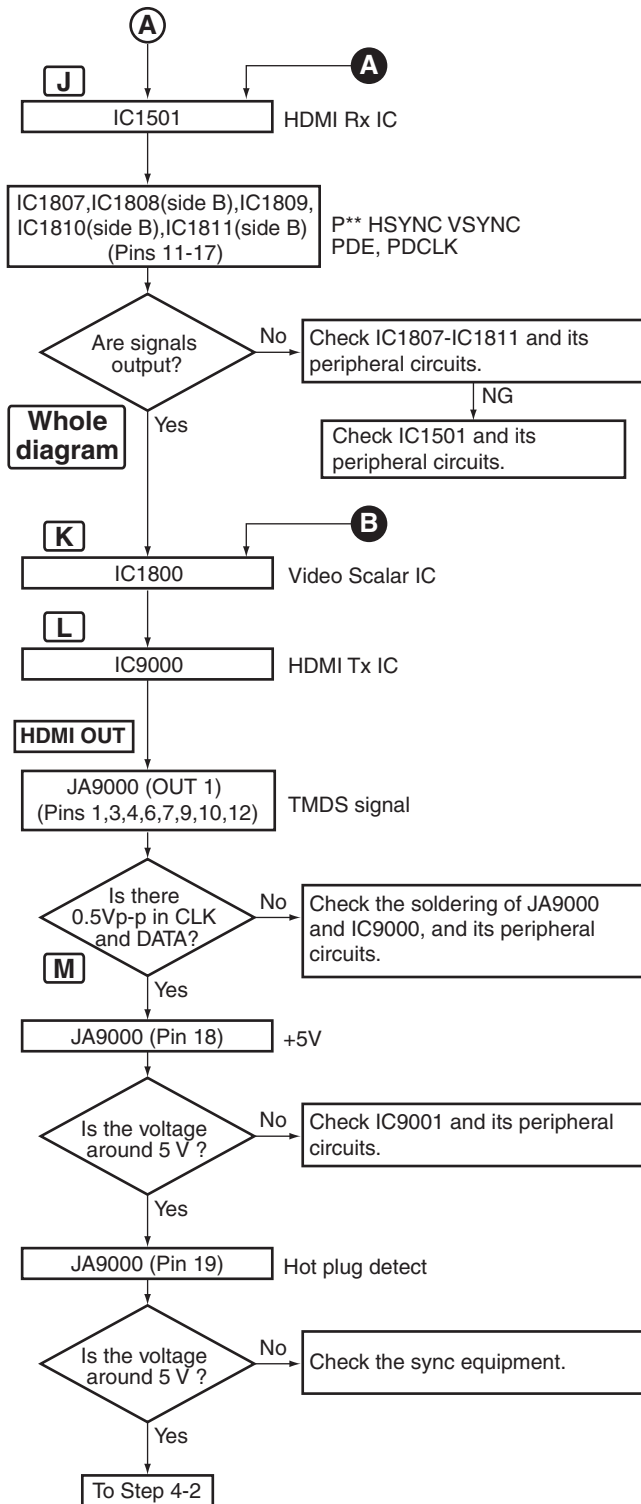 A
A
J
IC1501
HDMI Rx IC
IC1807,IC1808(side B),IC1809,
IC1810(side B),IC1811(side B)
(Pins 11-17)
P** HSYNC VSYNC
PDE, PDCLK
Are signals
output?
No
Check IC1807-IC1811 and its
peripheral circuits.
NG
Check IC1501 and its
peripheral circuits.
Yes
Whole
diagram
B
K
IC1800
Video Scalar IC
L
IC9000
HDMI Tx IC
HDMI OUT
JA9000 (OUT 1)
(Pins 1,3,4,6,7,9,10,12)
TMDS signal
Is there
0.5Vp-p in CLK
and DATA?
No
Check the soldering of JA9000
and IC9000, and its peripheral
circuits.
M
Yes
JA9000 (Pin 18)
+5V
Is the voltage
around 5 V ?
No
Check IC9001 and its peripheral
circuits.
Yes
JA9000 (Pin 19)
Hot plug detect
Is the voltage
around 5 V ?
No
Check the sync equipment.
Yes
To Step 4-2